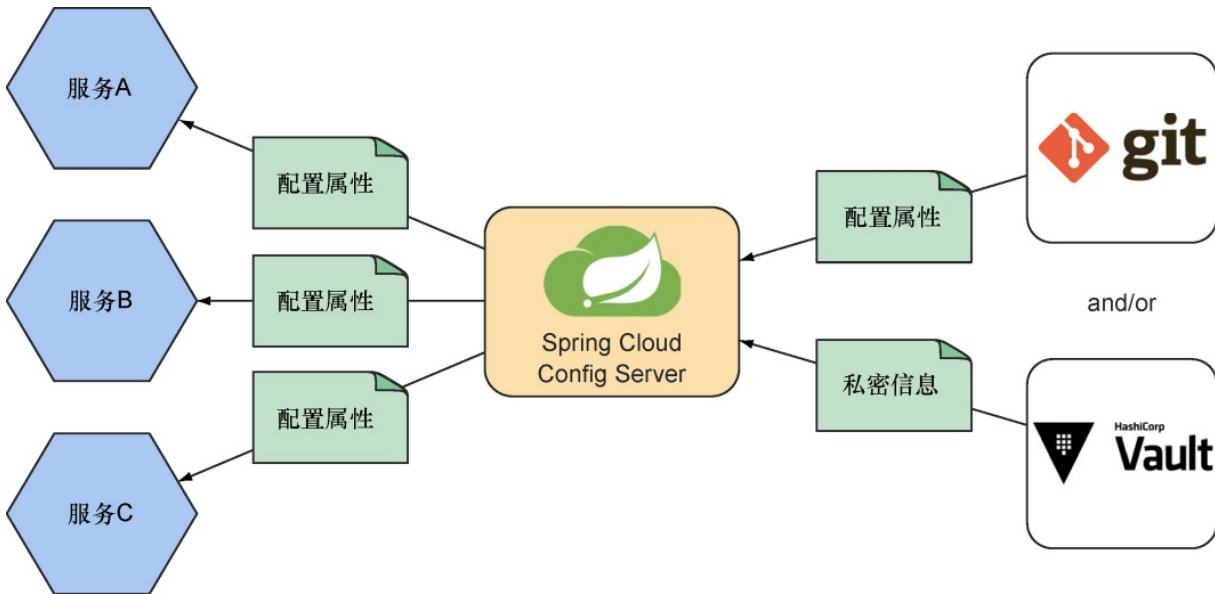 服务A
配置属性
服务B
配置属性
服务C
配置属性
Spring Cloud
Config Server
配置属性
私密信息
git
and/or
HashiCorp
Vault